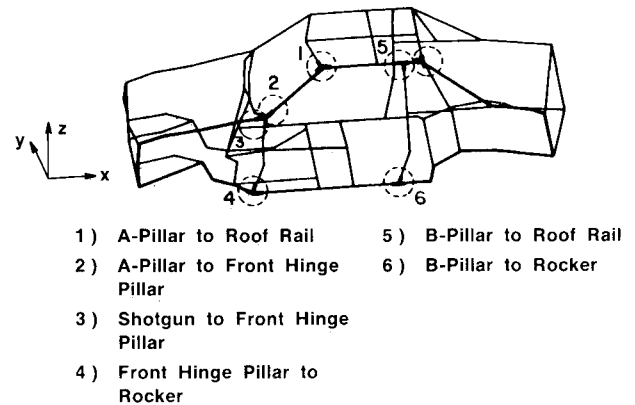 1
5
2
z
y
3
x
4
6
1) A-Pillar to Roof Rail
2) A-Pillar to Front Hinge
Pillar
3) Shotgun to Front Hinge
Pillar
4) Front Hinge Pillar to
Rocker
5) B-Pillar to Roof Rail
6) B-Pillar to Rocker